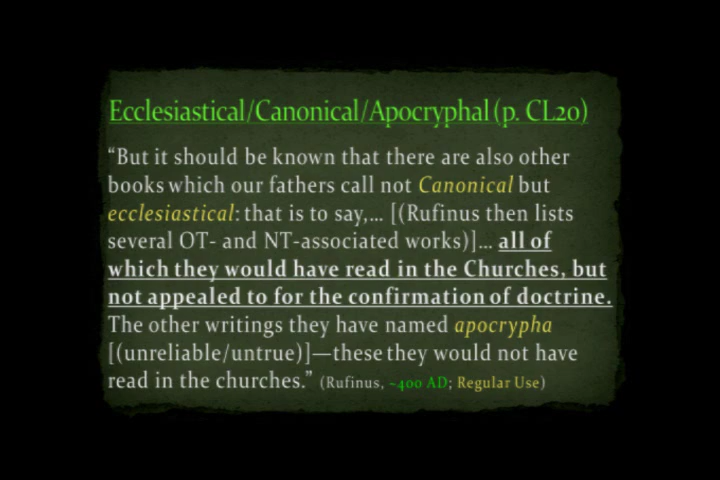 Ecclesiastical/Canonical/Apocryphal (p. CL20)
“But it should be known that there are also other
books which our fathers call not Canonical but
ecclesiastical: that is to say,... [(Rufinus then lists
several OT- and NT-associated works)]... all of
which they would have read in the Churches, but
not appealed to for the confirmation of doctrine.
The other writings they have named apocrypha
[(unreliable/untrue)]—these they would not have
read in the churches.” (Rufinus, ~400 AD; Regular Use)